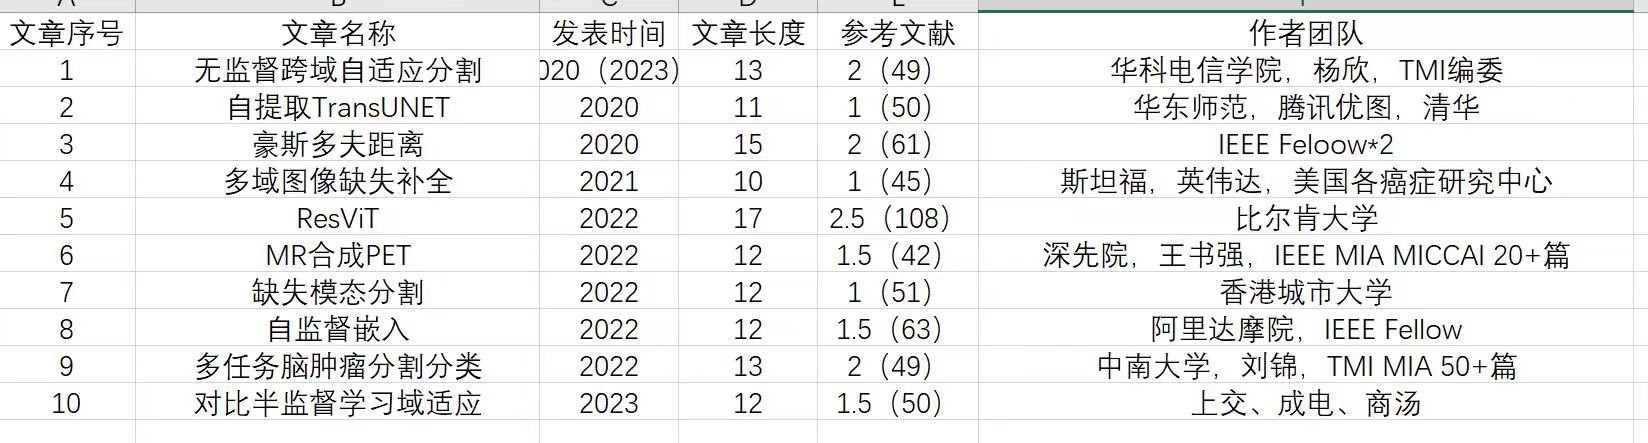 文章序号 文章名称 发表时间 文章长度 参考文献 作者团队
1 无监督跨域自适应分割 020（2023） 13 2（49） 华科电信学院，杨欣，TMI编委
2 自提取TransUNET 2020 11 1（50） 华东师范，腾讯优图，清华
3 豪斯多夫距离 2020 15 2（61） IEEE Feloow*2
4 多域图像缺失补全 2021 10 1（45） 斯坦福，英伟达，美国各癌症研究中心
5 ResViT 2022 17 2.5（108） 比尔肯大学
6 MR合成PET 2022 12 1.5（42） 深先院，王书强，IEEE MIA MICCAI 20+篇
7 缺失模态分割 2022 12 1（51） 香港城市大学
8 自监督嵌入 2022 12 1.5（63） 阿里达摩院，IEEE Fellow
9 多任务脑肿瘤分割分类 2022 13 2（49） 中南大学，刘锦，TMI MIA 50+篇
10 对比半监督学习域适应 2023 12 1.5（50） 上交、成电、商汤